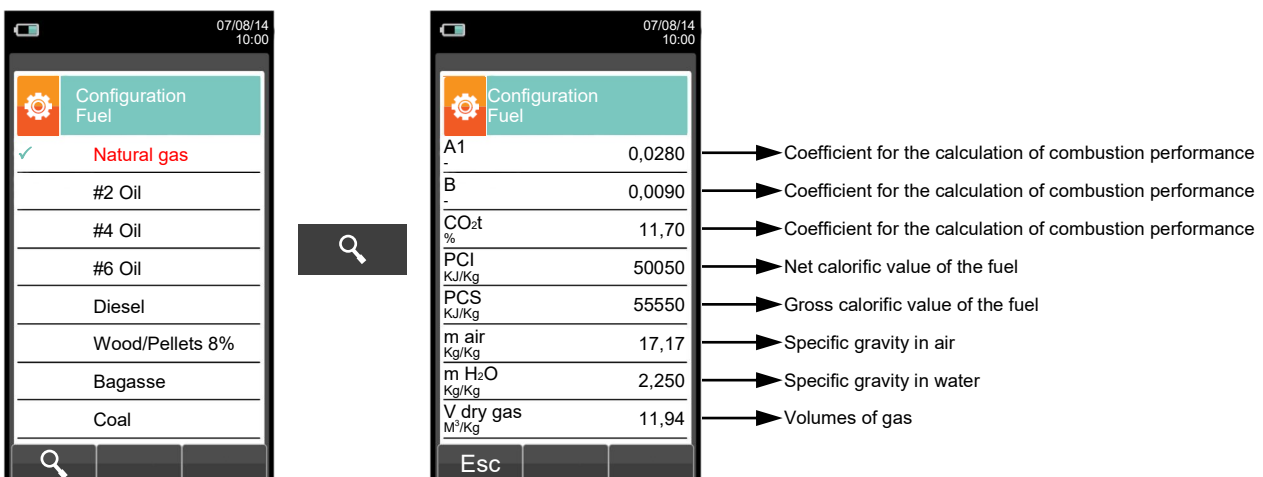 07/08/14
10:00
Configuration
Fuel
✓ Natural gas
#2 Oil
#4 Oil
#6 Oil
Diesel
Wood/Pellets 8%
Bagasse
Coal
07/08/14
10:00
Configuration
Fuel
A1
-
0,0280
Coefficient for the calculation of combustion performance
B
-
0,0090
Coefficient for the calculation of combustion performance
CO₂t
%
11,70
Coefficient for the calculation of combustion performance
PCI
KJ/Kg
50050
Net calorific value of the fuel
PCS
KJ/Kg
55550
Gross calorific value of the fuel
m air
Kg/Kg
17,17
Specific gravity in air
m H₂O
Kg/Kg
2,250
Specific gravity in water
V dry gas
M³/Kg
11,94
Volumes of gas
Esc